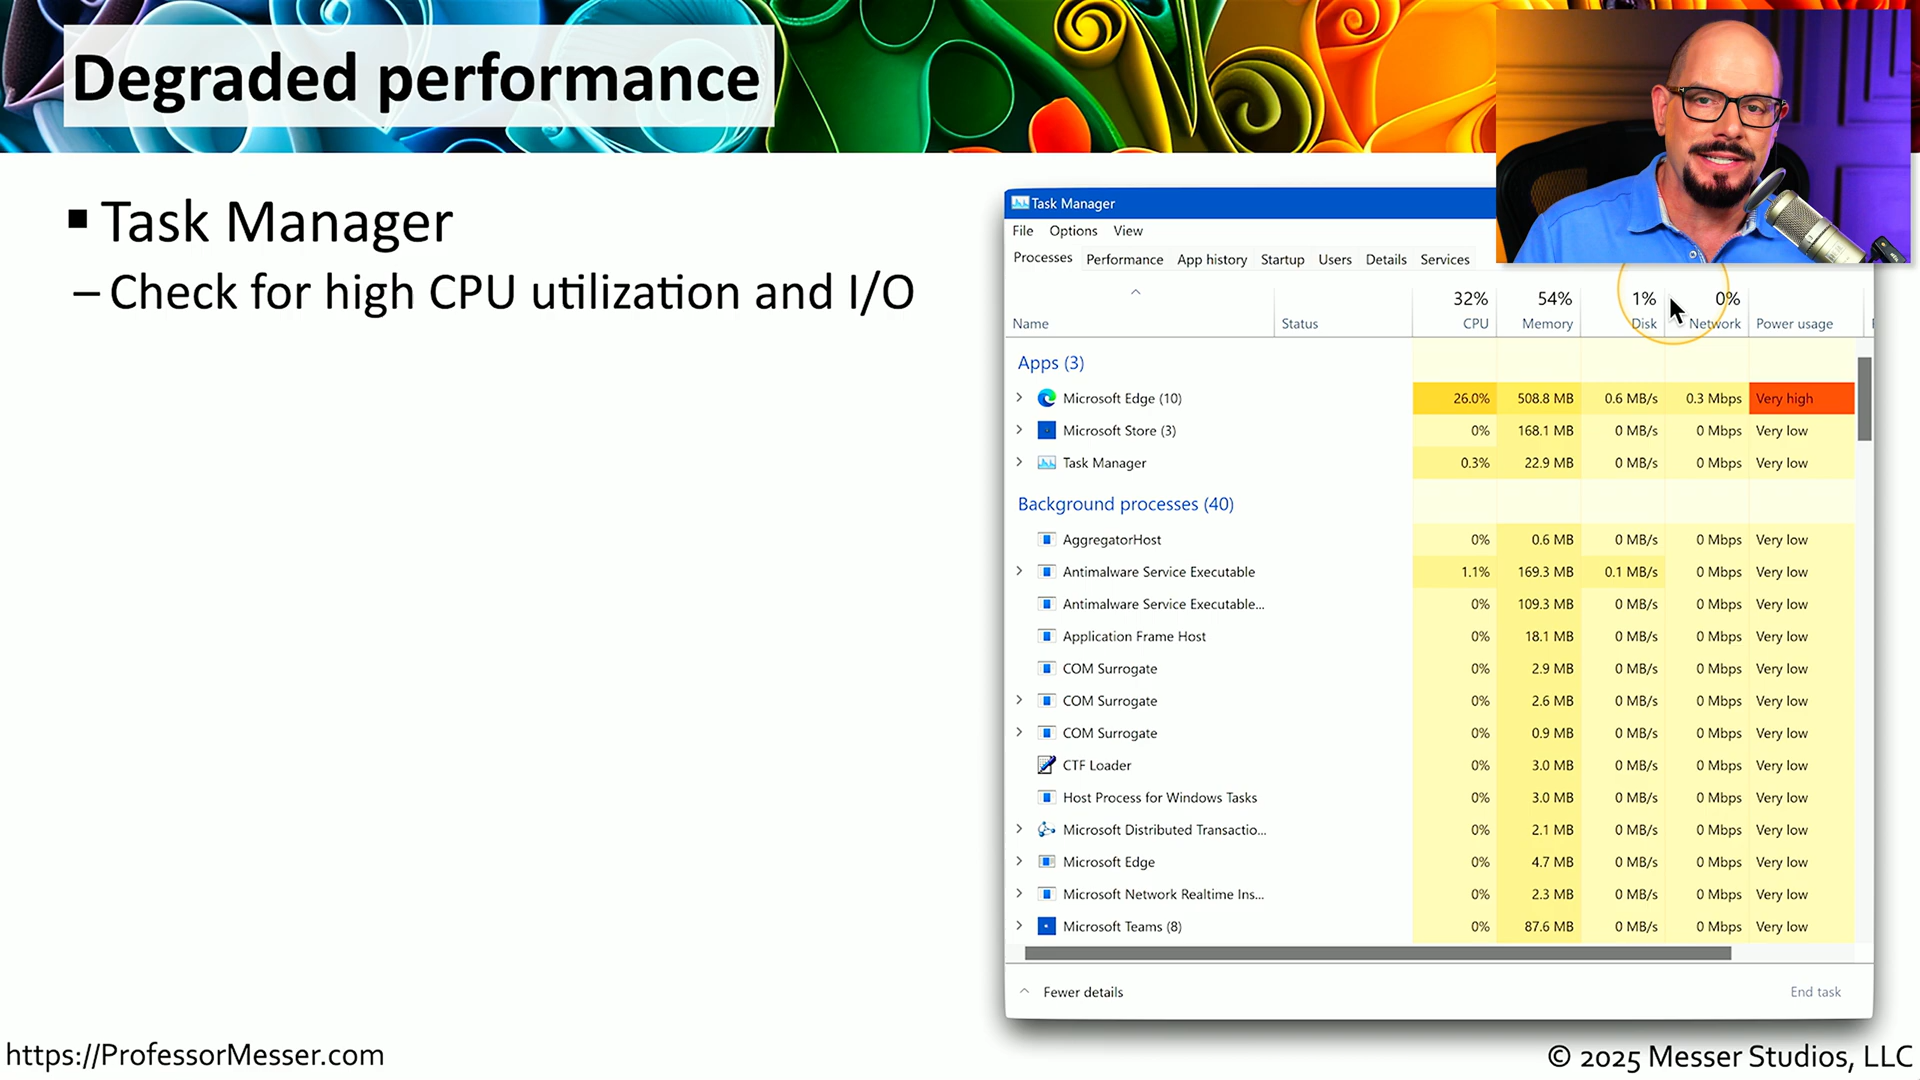 Degraded performance
▪ Task Manager
– Check for high CPU utilization and I/O
Task Manager
File Options View
Processes Performance App history Startup Users Details Services
32% 54% 1% 0%
Name Status CPU Memory Disk Network Power usage
Apps (3)
Microsoft Edge (10) 26.0% 508.8 MB 0.6 MB/s 0.3 Mbps Very high
Microsoft Store (3) 0% 168.1 MB 0 MB/s 0 Mbps Very low
Task Manager 0.3% 22.9 MB 0 MB/s 0 Mbps Very low
Background processes (40)
AggregatorHost 0% 0.6 MB 0 MB/s 0 Mbps Very low
Antimalware Service Executable 1.1% 169.3 MB 0.1 MB/s 0 Mbps Very low
Antimalware Service Executable... 0% 109.3 MB 0 MB/s 0 Mbps Very low
Application Frame Host 0% 18.1 MB 0 MB/s 0 Mbps Very low
COM Surrogate 0% 2.9 MB 0 MB/s 0 Mbps Very low
COM Surrogate 0% 2.6 MB 0 MB/s 0 Mbps Very low
COM Surrogate 0% 0.9 MB 0 MB/s 0 Mbps Very low
CTF Loader 0% 3.0 MB 0 MB/s 0 Mbps Very low
Host Process for Windows Tasks 0% 3.0 MB 0 MB/s 0 Mbps Very low
Microsoft Distributed Transactio... 0% 2.1 MB 0 MB/s 0 Mbps Very low
Microsoft Edge 0% 4.7 MB 0 MB/s 0 Mbps Very low
Microsoft Network Realtime Ins... 0% 2.3 MB 0 MB/s 0 Mbps Very low
Microsoft Teams (8) 0% 87.6 MB 0 MB/s 0 Mbps Very low
Fewer details End task
https://ProfessorMesser.com
© 2025 Messer Studios, LLC